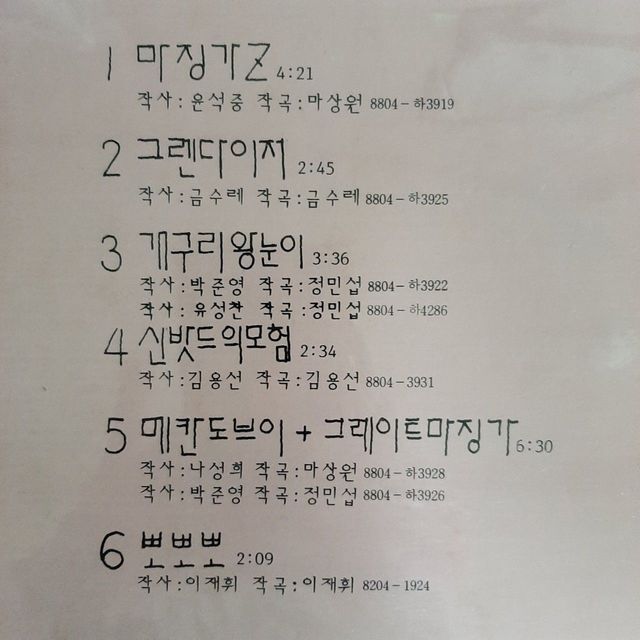 1 마징가Z 4:21
작사:윤석중 작곡:마상원 8804-하3919
2 그렌다이저 2:45
작사:금수레 작곡:금수레 8804-하3925
3 개구리왕눈이 3:36
작사:박준영 작곡:정민섭 8804-하3922
작사:유성찬 작곡:정민섭 8804-하4286
4 신밧드의모험 2:34
작사:김용선 작곡:김용선 8804-3931
5 메칸도브이 + 그레이트마징가 6:30
작사:나성희 작곡:마상원 8804-하3928
작사:박준영 작곡:정민섭 8804-하3926
6 뽀뽀뽀 2:09
작사:이재휘 작곡:이재휘 8204-1924